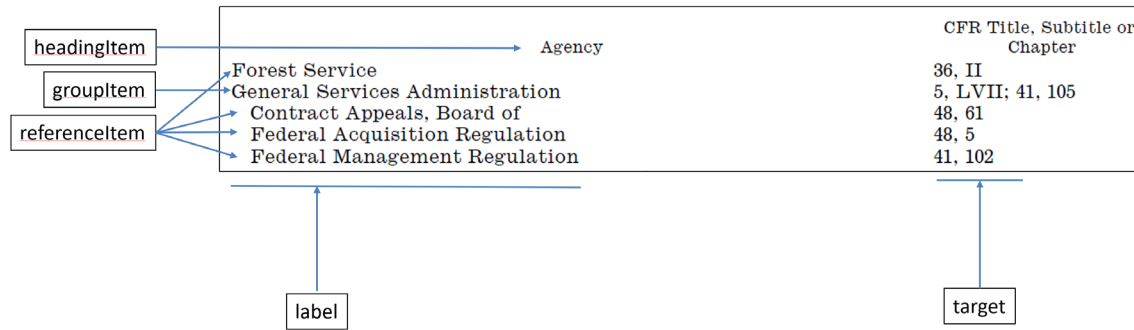 CFR Title, Subtitle or
headingItem Agency Chapter
Forest Service 36, II
groupItem General Services Administration 5, LVII; 41, 105
Contract Appeals, Board of 48, 61
referenceItem Federal Acquisition Regulation 48, 5
Federal Management Regulation 41, 102
label target